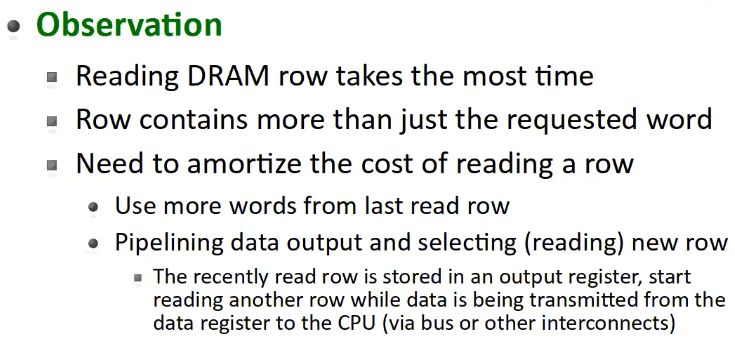 Observation
Reading DRAM row takes the most time
Row contains more than just the requested word
Need to amortize the cost of reading a row
Use more words from last read row
Pipelining data output and selecting (reading) new row
The recently read row is stored in an output register, start
reading another row while data is being transmitted from the
data register to the CPU (via bus or other interconnects)